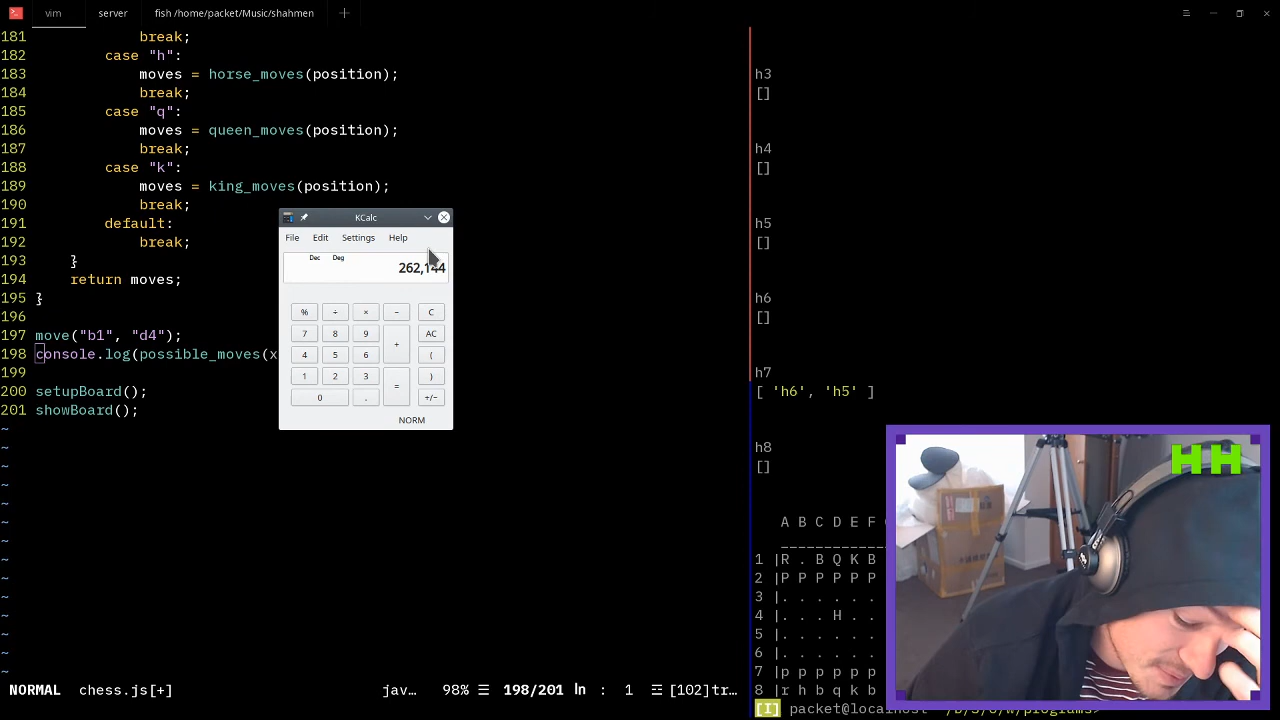 vim server fish /home/packet/Music/shahmen
181 break;
182 case "h":
183 moves = horse_moves(position);
184 break;
185 case "q":
186 moves = queen_moves(position);
187 break;
188 case "k":
189 moves = king_moves(position);
190 break;
191 default:
192 break;
193 }
194 return moves;
195 }
196
197 move("b1", "d4");
198 console.log(possible_moves(x
199
200 setupBoard();
201 showBoard();
~
~
~
~
~
~
~
~
~
~
~
~
~
~
NORMAL chess.js[+] jav… 98% ☰ 198/201 ln : 1 ☲ [102]tr…
KCalc
File Edit Settings Help
Dec Deg
262,144
% ÷ × − C
7 8 9 + AC
4 5 6 (
1 2 3 = )
0 . +/−
NORM
h3
[]
h4
[]
h5
[]
h6
[]
h7
[ 'h6', 'h5' ]
h8
[]
A B C D E F
1 |R . B Q K B
2 |P P P P P P
3 |. . . . . .
4 |. . . H . .
5 |. . . . . .
6 |. . . . . .
7 |p p p p p p
8 |r h b q k b
[I] packet@localhost
HH